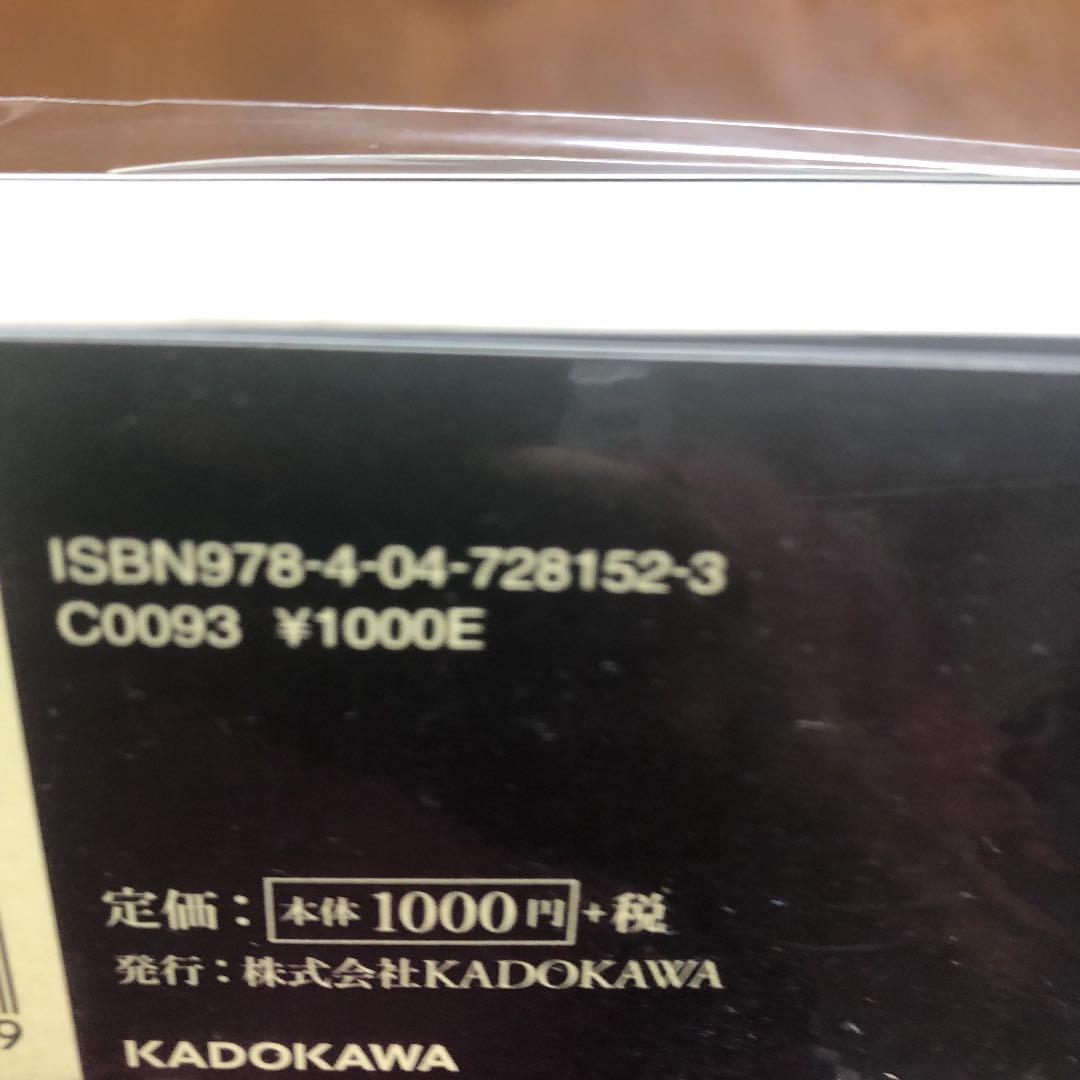 ISBN978-4-04-728152-3
C0093 ¥1000E
定価：本体1000円+税
発行：株式会社KADOKAWA
KADOKAWA
9